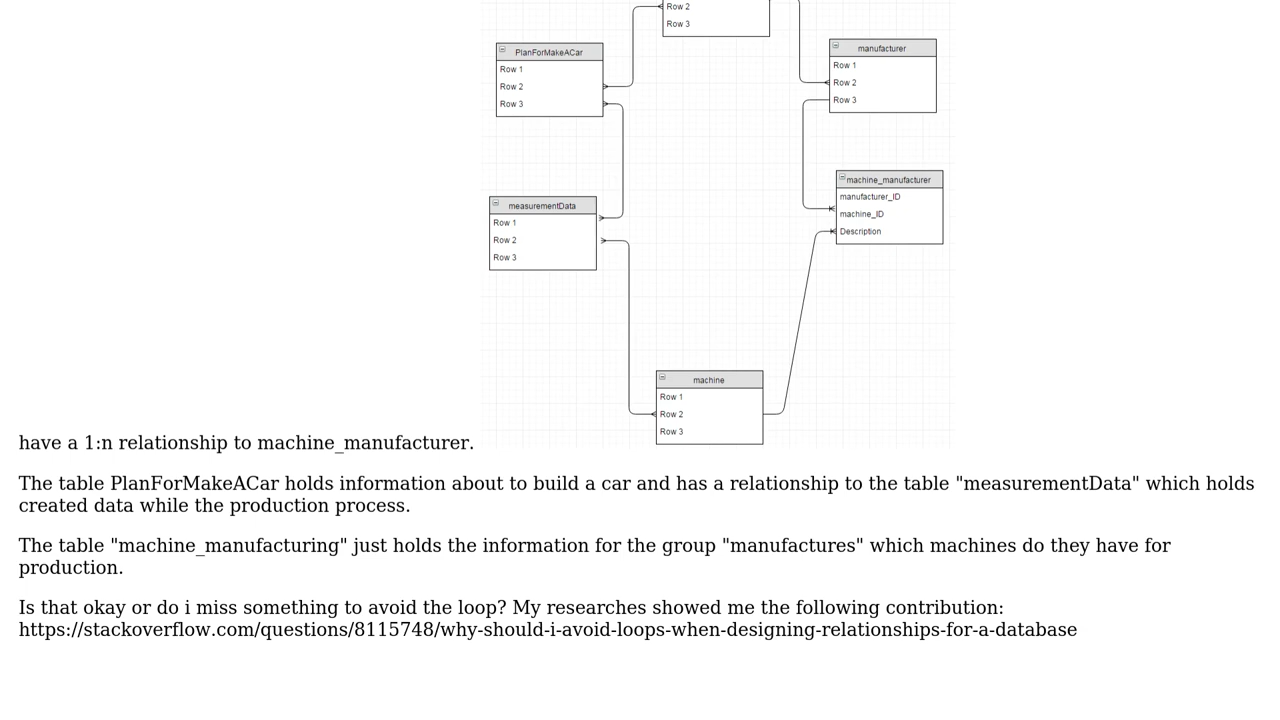 Row 2
Row 3
PlanForMakeACar
Row 1
Row 2
Row 3
manufacturer
Row 1
Row 2
Row 3
machine_manufacturer
manufacturer_ID
machine_ID
Description
measurementData
Row 1
Row 2
Row 3
machine
Row 1
Row 2
Row 3
have a 1:n relationship to machine_manufacturer.
The table PlanForMakeACar holds information about to build a car and has a relationship to the table "measurementData" which holds
created data while the production process.
The table "machine_manufacturing" just holds the information for the group "manufactures" which machines do they have for
production.
Is that okay or do i miss something to avoid the loop? My researches showed me the following contribution:
https://stackoverflow.com/questions/8115748/why-should-i-avoid-loops-when-designing-relationships-for-a-database